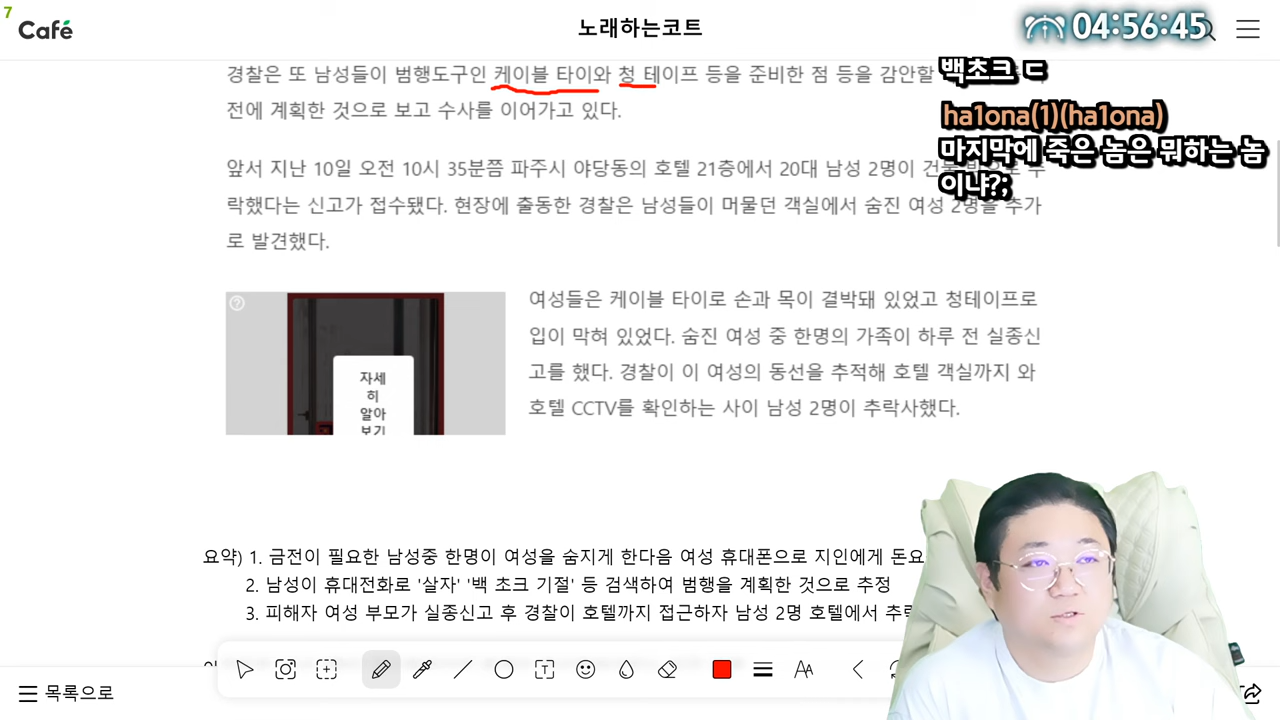 7
Café
노래하는코트
04:56:45
경찰은 또 남성들이 범행도구인 케이블 타이와 청 테이프 등을 준비한 점 등을 감안할
백초크 ㄷ
전에 계획한 것으로 보고 수사를 이어가고 있다.
ha1ona(1)(ha1ona)
마지막에 죽은 놈은 뭐하는 놈
이냐?;
앞서 지난 10일 오전 10시 35분쯤 파주시 야당동의 호텔 21층에서 20대 남성 2명이
락했다는 신고가 접수됐다. 현장에 출동한 경찰은 남성들이 머물던 객실에서 숨진 여성 2명을 추가
로 발견했다.
자세
히
알아
보기
여성들은 케이블 타이로 손과 목이 결박돼 있었고 청테이프로
입이 막혀 있었다. 숨진 여성 중 한명의 가족이 하루 전 실종신
고를 했다. 경찰이 이 여성의 동선을 추적해 호텔 객실까지 와
호텔 CCTV를 확인하는 사이 남성 2명이 추락사했다.
요약) 1. 금전이 필요한 남성중 한명이 여성을 숨지게 한다음 여성 휴대폰으로 지인에게 돈요
2. 남성이 휴대전화로 '살자' '백 초크 기절' 등 검색하여 범행을 계획한 것으로 추정
3. 피해자 여성 부모가 실종신고 후 경찰이 호텔까지 접근하자 남성 2명 호텔에서
목록으로